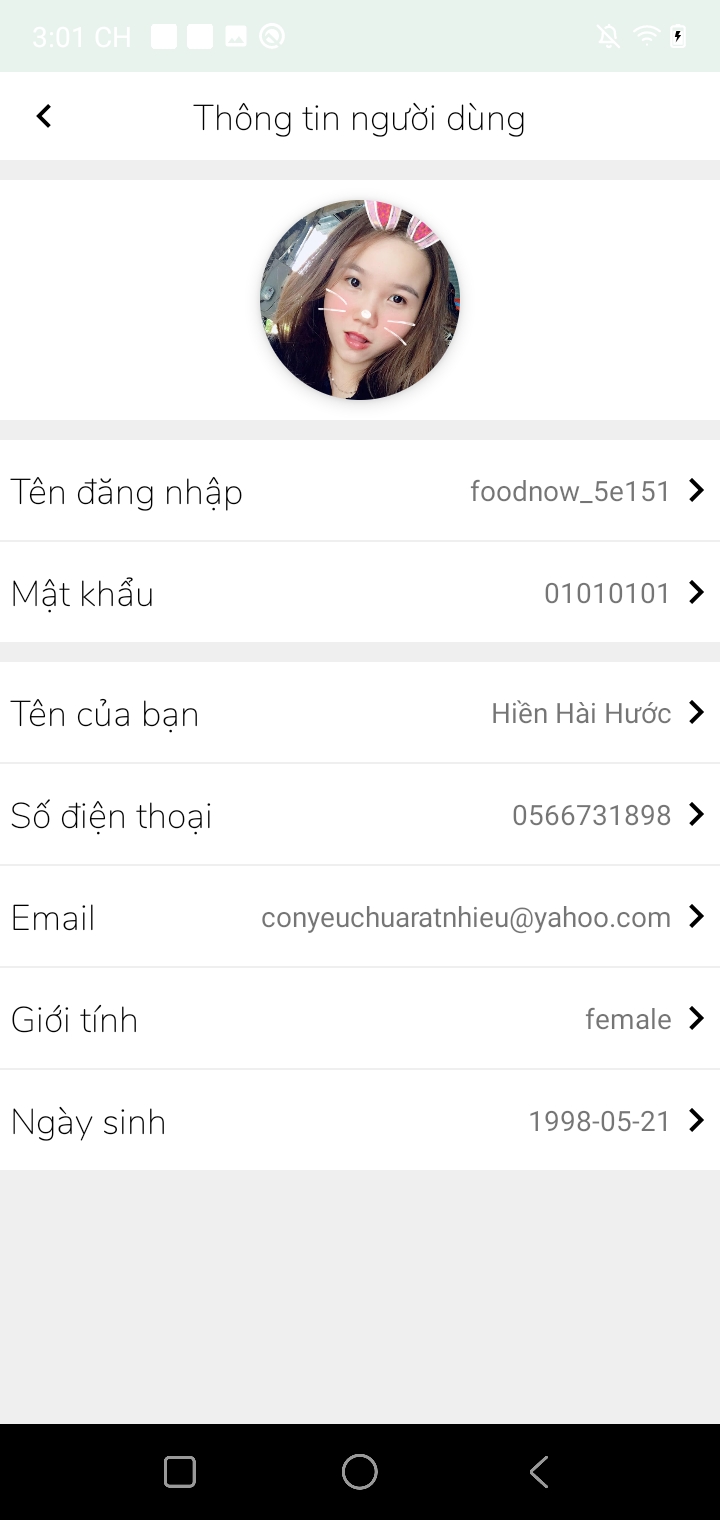 3:01 CH
Thông tin người dùng
Tên đăng nhập foodnow_5e151
Mật khẩu 01010101
Tên của bạn Hiền Hài Hước
Số điện thoại 0566731898
Email conyeuchuaratnhieu@yahoo.com
Giới tính female
Ngày sinh 1998-05-21